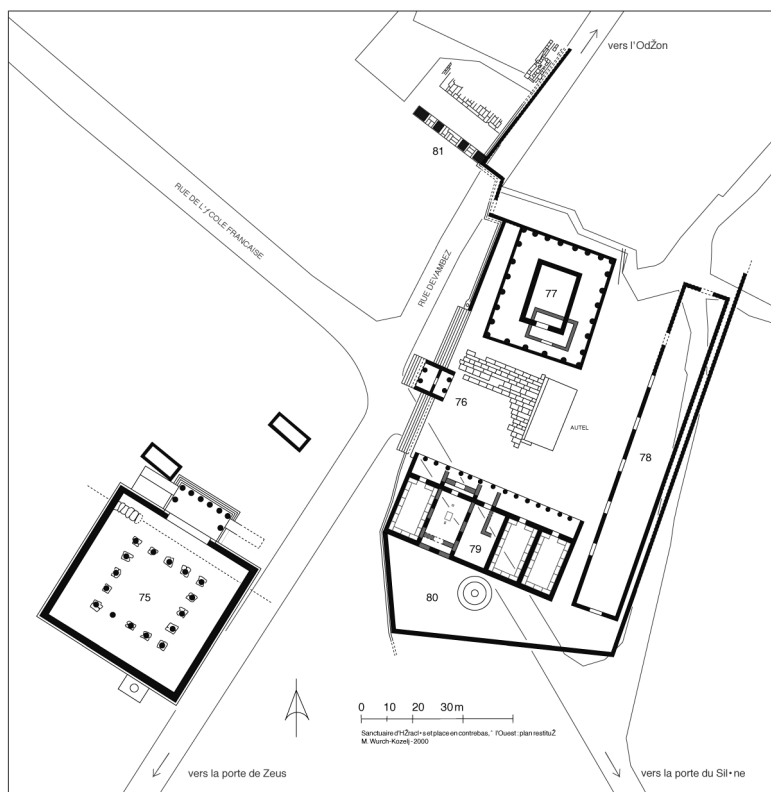 vers l'OdŽon
81
RUE DE L'ƒCOLE FRANCAISE
RUE DEVAMBEZ
77
76
AUTEL
78
79
75
80
0 10 20 30 m
Sanctuaire d'HŽracl•s et place en contrebas, ˆ l'Ouest : plan restituŽ
M. Wurch-Kozelj - 2000
vers la porte de Zeus
vers la porte du Sil•ne